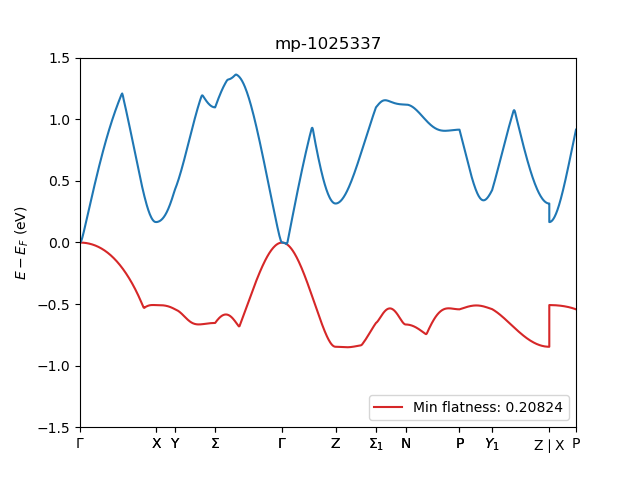 mp-1025337
E − E_F (eV)
1.5
1.0
0.5
0.0
−0.5
−1.0
−1.5
Min flatness: 0.20824
Γ X Y Σ Γ Z Σ₁ N P Y₁ Z | X P